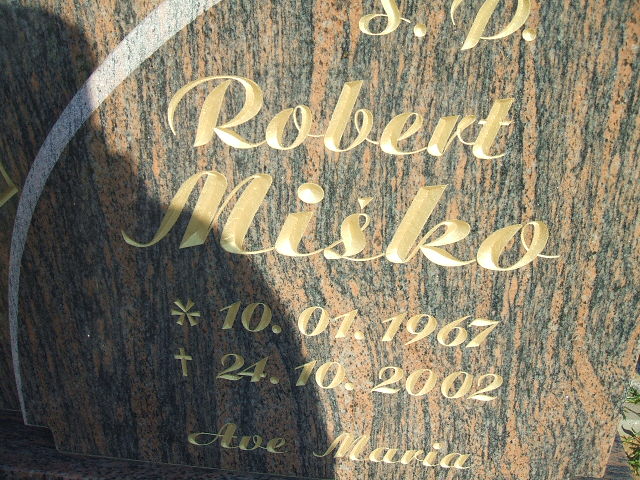 Ś. P.
Robert
Miśko
* 10. 01. 1967
† 24. 10. 2002
Ave Maria